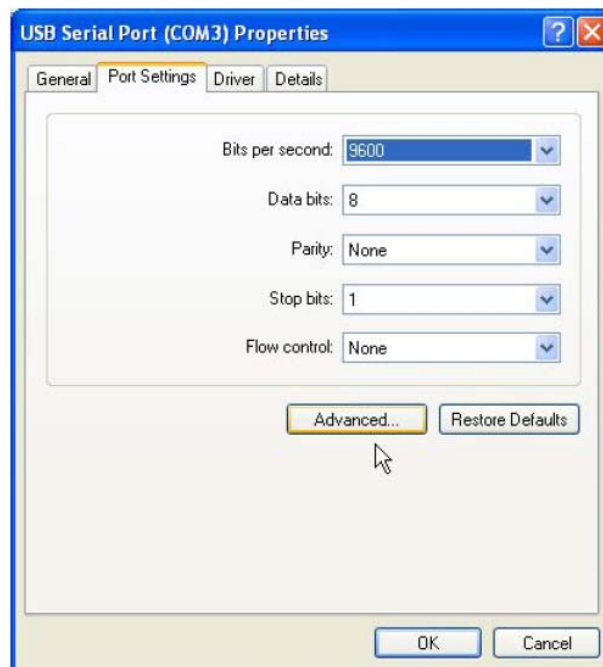 USB Serial Port (COM3) Properties
General Port Settings Driver Details
Bits per second: 9600
Data bits: 8
Parity: None
Stop bits: 1
Flow control: None
Advanced... Restore Defaults
OK Cancel